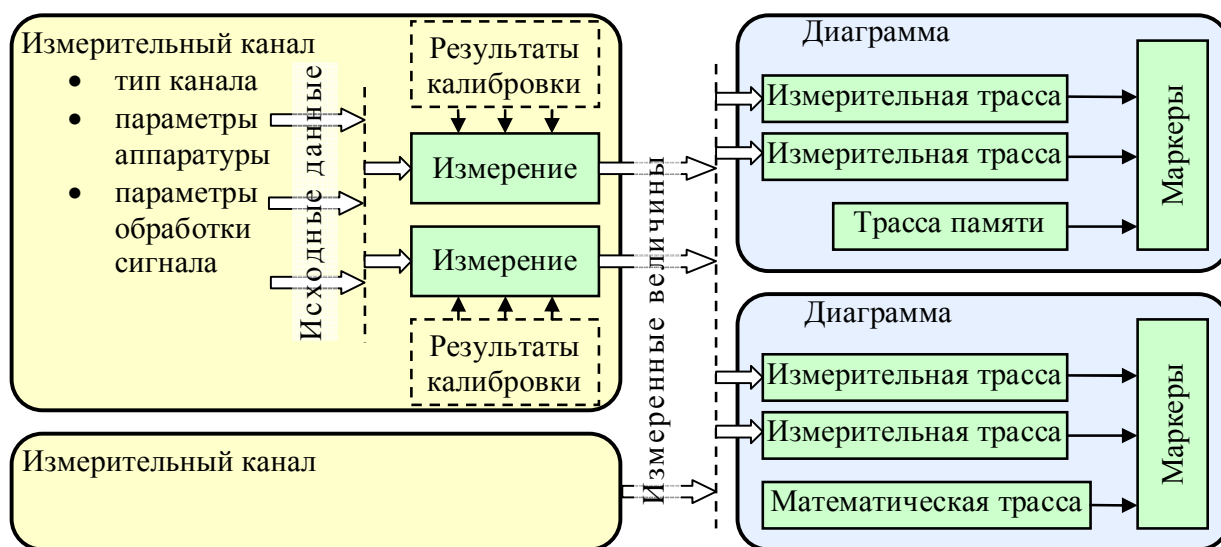 Измерительный канал
• тип канала
• параметры
аппаратуры
• параметры
обработки
сигнала
Исходные данные
Результаты
калибровки
Измерение
Измерение
Результаты
калибровки
Измерительный канал
Измеренные величины
Диаграмма
Измерительная трасса
Измерительная трасса
Трасса памяти
Маркеры
Диаграмма
Измерительная трасса
Измерительная трасса
Математическая трасса
Маркеры